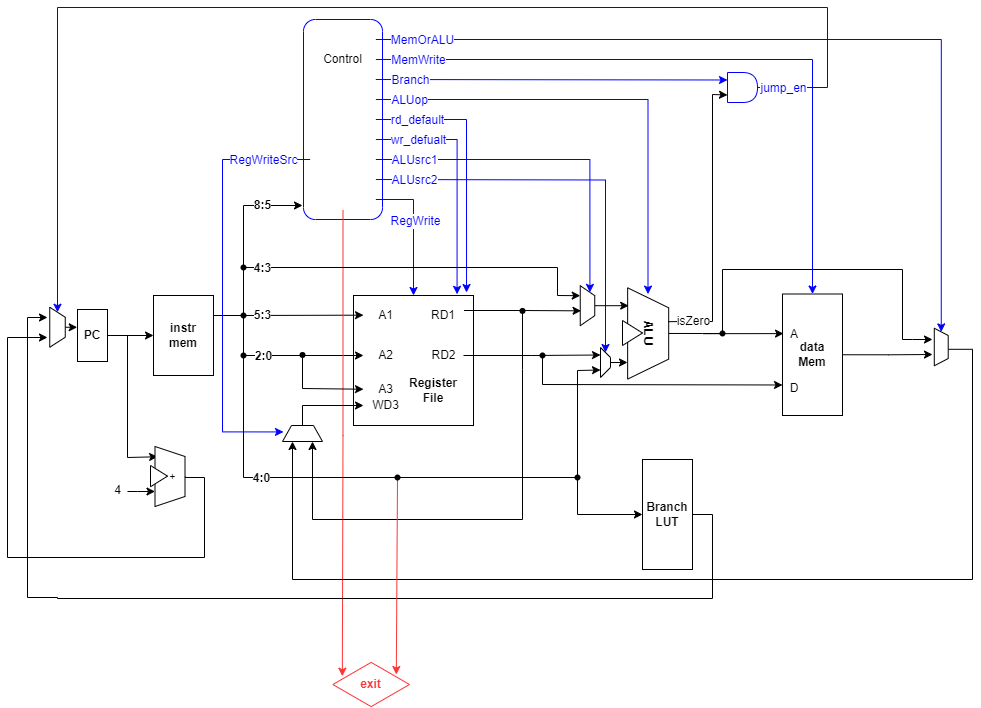 MemOrALU
Control
MemWrite
Branch
jump_en
ALUop
rd_default
wr_defualt
RegWriteSrc
ALUsrc1
ALUsrc2
8:5
RegWrite
4:3
5:3
A1
RD1
instr
mem
PC
isZero
ALU
A
data
Mem
2:0
A2
RD2
Register
File
A3
WD3
D
+
4
4:0
Branch
LUT
exit